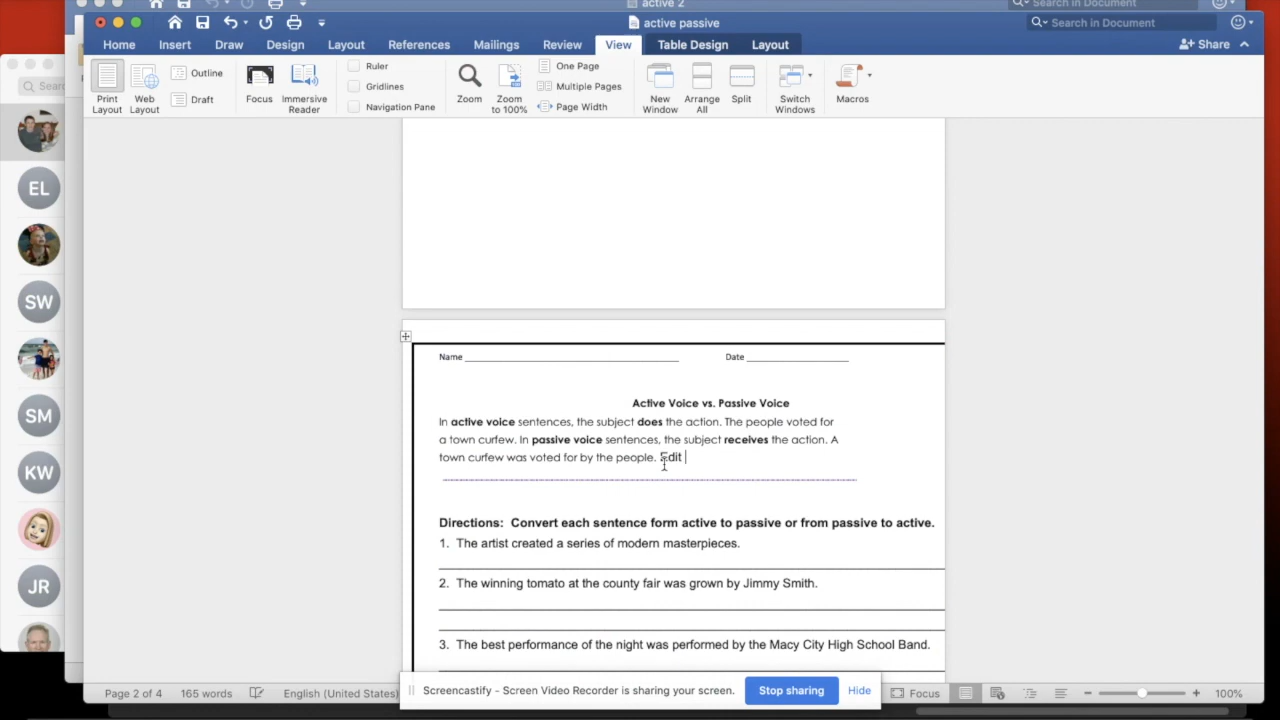 active 2
Search in Document
active passive
Search in Document
Home Insert Draw Design Layout References Mailings Review View Table Design Layout Share
Print Layout
Web Layout
Outline
Draft
Focus
Immersive Reader
Ruler
Gridlines
Navigation Pane
Zoom
Zoom to 100%
One Page
Multiple Pages
Page Width
New Window
Arrange All
Split
Switch Windows
Macros
EL
SW
SM
KW
JR
Name Date
Active Voice vs. Passive Voice
In active voice sentences, the subject does the action. The people voted for
a town curfew. In passive voice sentences, the subject receives the action. A
town curfew was voted for by the people. Edit
Directions: Convert each sentence form active to passive or from passive to active.
1. The artist created a series of modern masterpieces.
2. The winning tomato at the county fair was grown by Jimmy Smith.
3. The best performance of the night was performed by the Macy City High School Band.
Screencastify - Screen Video Recorder is sharing your screen. Stop sharing Hide
Page 2 of 4 165 words English (United States) Focus 100%